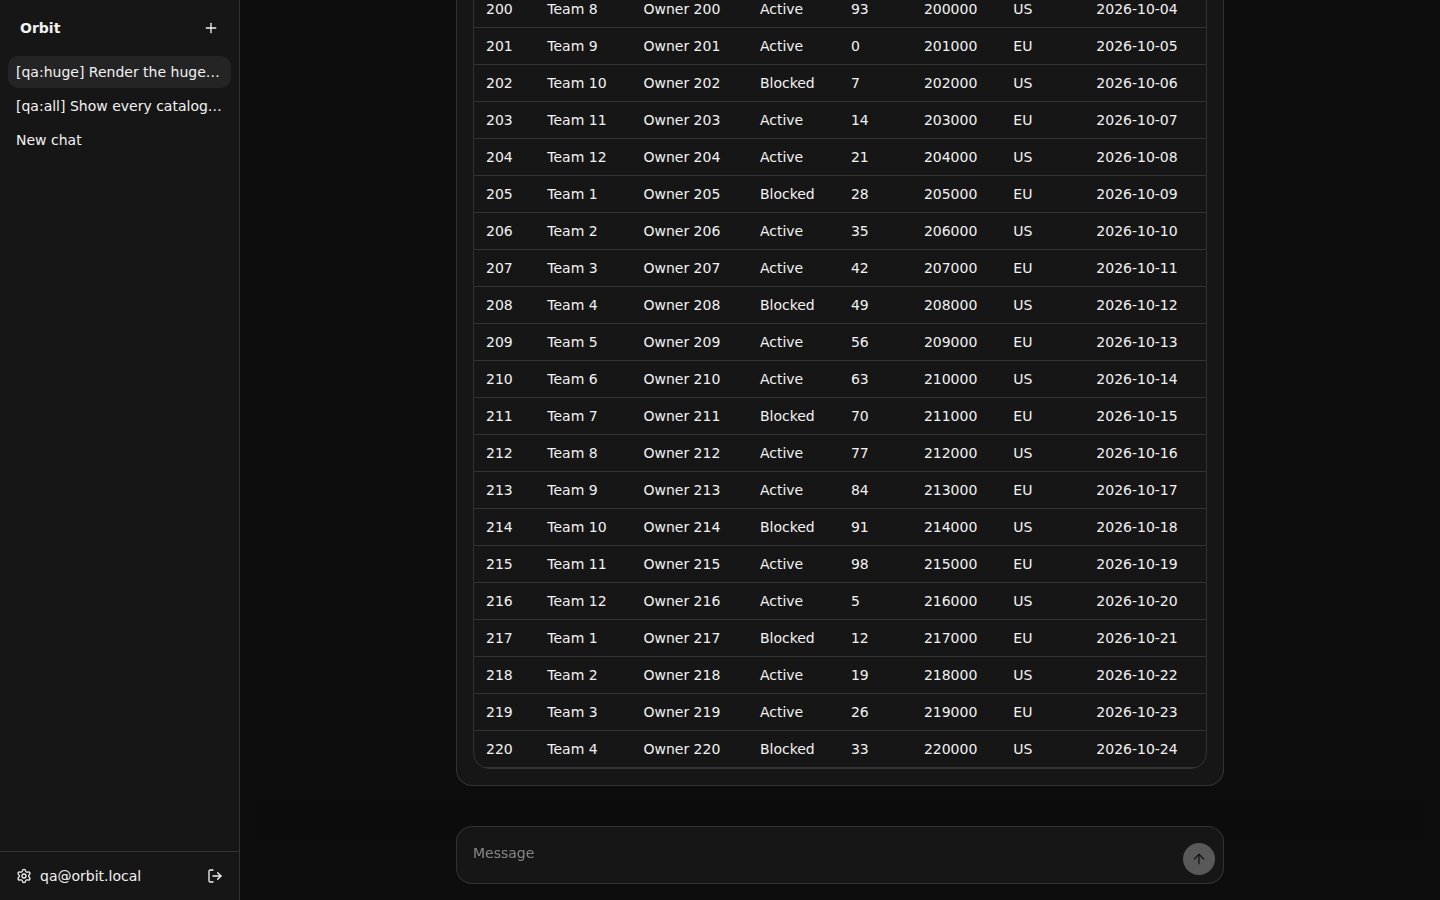 Orbit
[qa:huge] Render the huge...
[qa:all] Show every catalog...
New chat
200 Team 8 Owner 200 Active 93 200000 US 2026-10-04
201 Team 9 Owner 201 Active 0 201000 EU 2026-10-05
202 Team 10 Owner 202 Blocked 7 202000 US 2026-10-06
203 Team 11 Owner 203 Active 14 203000 EU 2026-10-07
204 Team 12 Owner 204 Active 21 204000 US 2026-10-08
205 Team 1 Owner 205 Blocked 28 205000 EU 2026-10-09
206 Team 2 Owner 206 Active 35 206000 US 2026-10-10
207 Team 3 Owner 207 Active 42 207000 EU 2026-10-11
208 Team 4 Owner 208 Blocked 49 208000 US 2026-10-12
209 Team 5 Owner 209 Active 56 209000 EU 2026-10-13
210 Team 6 Owner 210 Active 63 210000 US 2026-10-14
211 Team 7 Owner 211 Blocked 70 211000 EU 2026-10-15
212 Team 8 Owner 212 Active 77 212000 US 2026-10-16
213 Team 9 Owner 213 Active 84 213000 EU 2026-10-17
214 Team 10 Owner 214 Blocked 91 214000 US 2026-10-18
215 Team 11 Owner 215 Active 98 215000 EU 2026-10-19
216 Team 12 Owner 216 Active 5 216000 US 2026-10-20
217 Team 1 Owner 217 Blocked 12 217000 EU 2026-10-21
218 Team 2 Owner 218 Active 19 218000 US 2026-10-22
219 Team 3 Owner 219 Active 26 219000 EU 2026-10-23
220 Team 4 Owner 220 Blocked 33 220000 US 2026-10-24
Message
qa@orbit.local